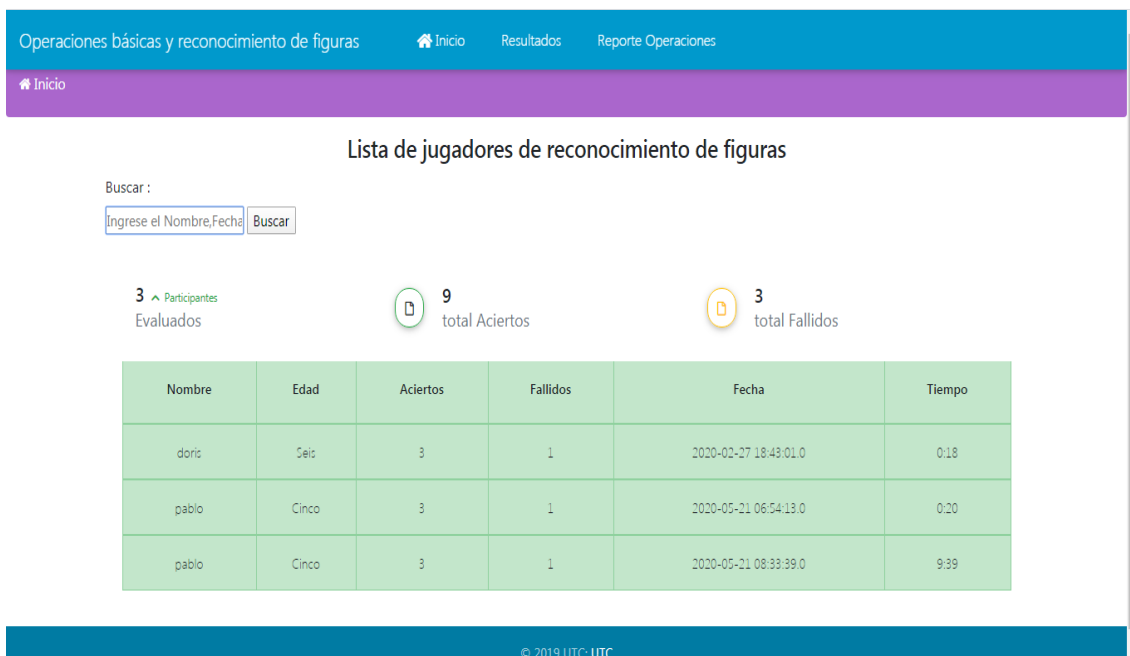 Operaciones básicas y reconocimiento de figuras Inicio Resultados Reporte Operaciones
Inicio
Lista de jugadores de reconocimiento de figuras
Buscar :
Ingrese el Nombre,Fecha Buscar
3 Participantes
Evaluados
9
total Aciertos
3
total Fallidos
Nombre Edad Aciertos Fallidos Fecha Tiempo
doris Seis 3 1 2020-02-27 18:43:01.0 0:18
pablo Cinco 3 1 2020-05-21 06:54:13.0 0:20
pablo Cinco 3 1 2020-05-21 08:33:39.0 9:39
© 2019 UTC: UTC